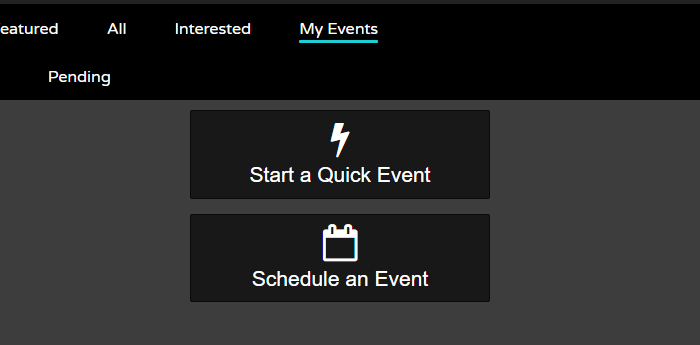 eatured All Interested My Events
Pending
Start a Quick Event
Schedule an Event